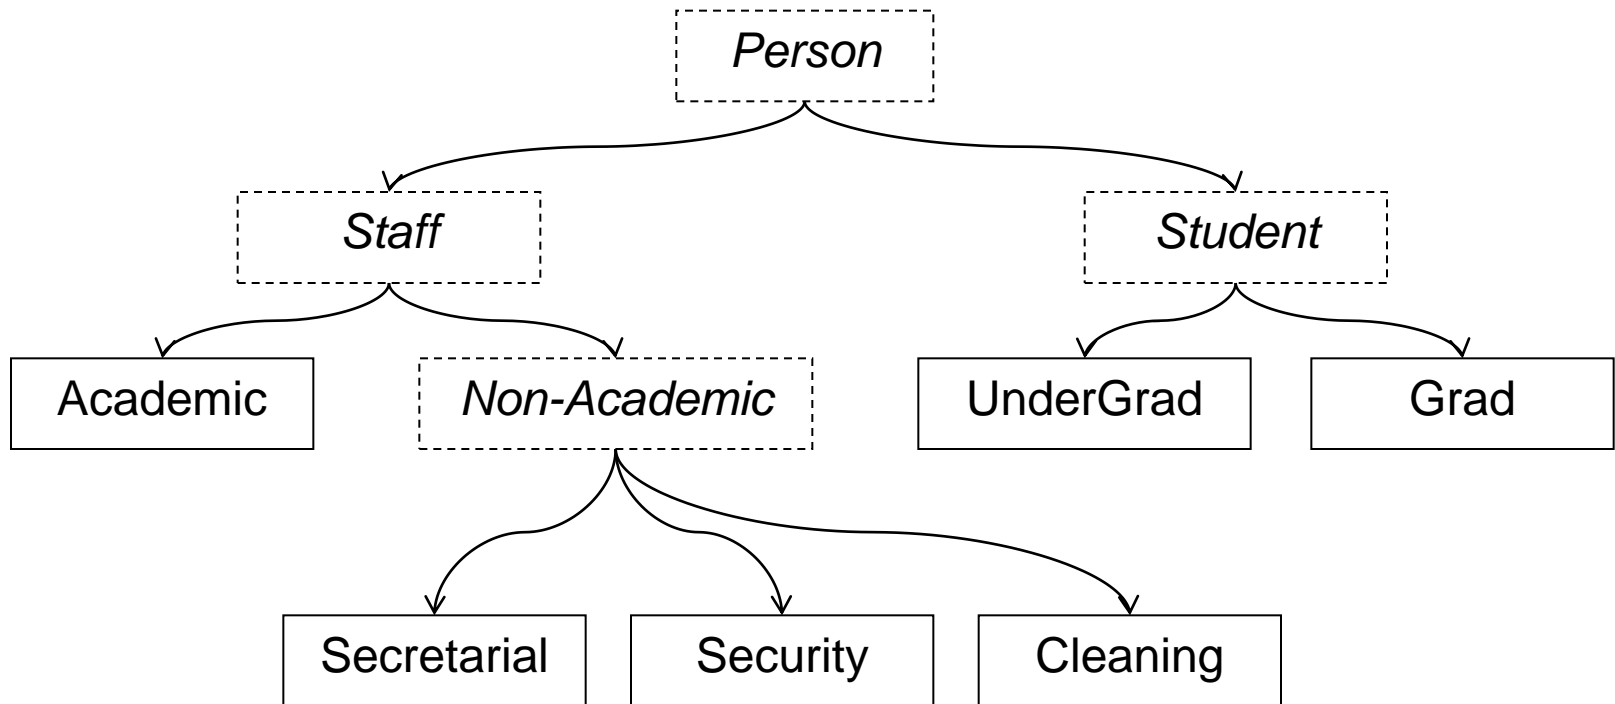 Person
Staff
Student
Academic
Non-Academic
UnderGrad
Grad
Secretarial
Security
Cleaning